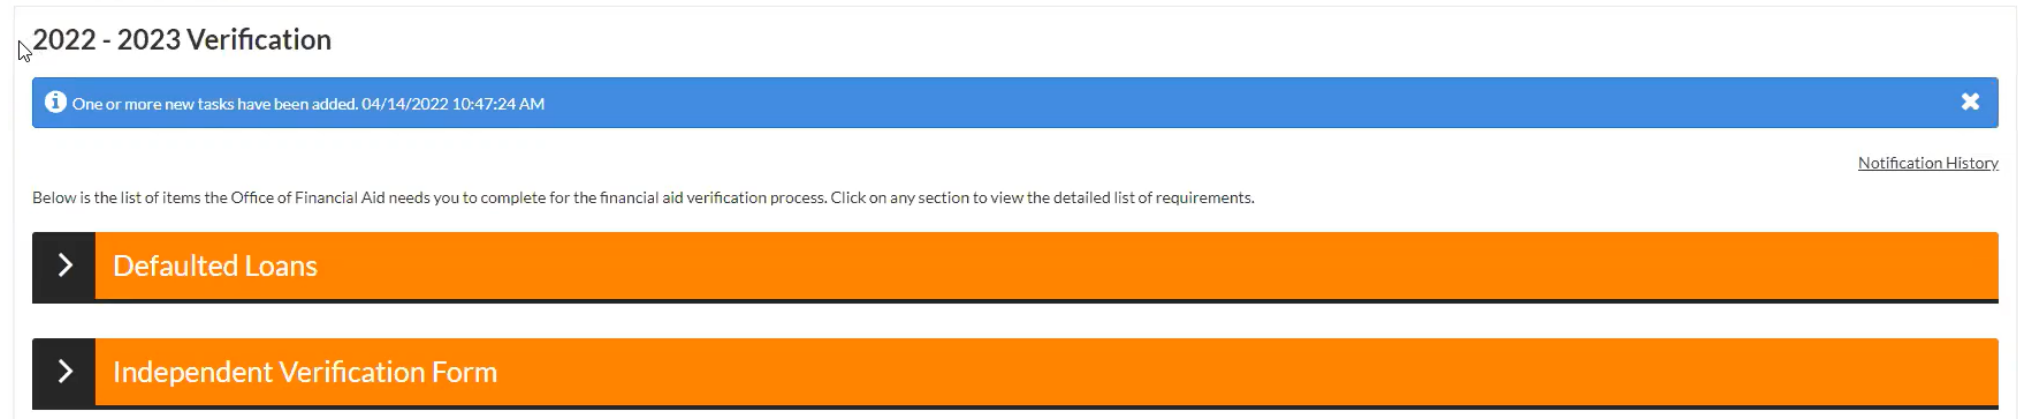 2022 - 2023 Verification
One or more new tasks have been added. 04/14/2022 10:47:24 AM
Notification History
Below is the list of items the Office of Financial Aid needs you to complete for the financial aid verification process. Click on any section to view the detailed list of requirements.
Defaulted Loans
Independent Verification Form